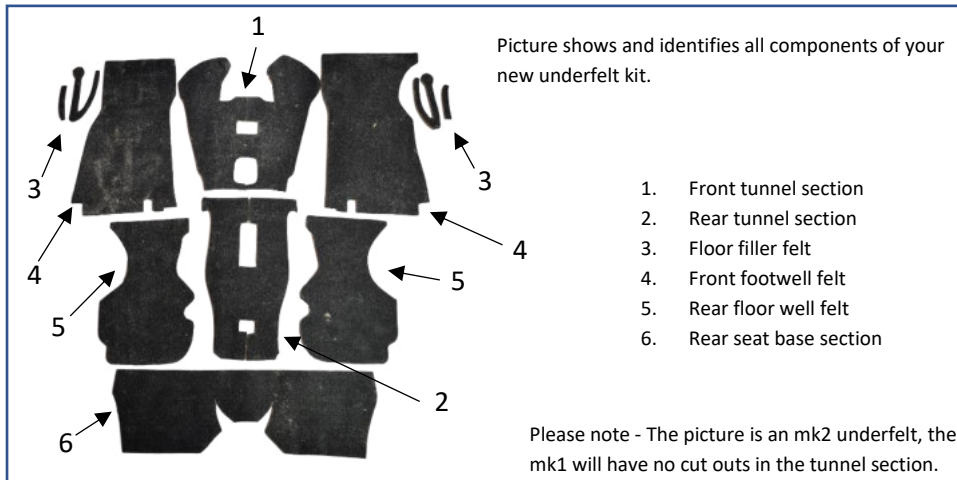 1
Picture shows and identifies all components of your
new underfelt kit.
3
3
1. Front tunnel section
2. Rear tunnel section
3. Floor filler felt
4. Front footwell felt
5. Rear floor well felt
6. Rear seat base section
4
4
5
5
2
6
Please note - The picture is an mk2 underfelt, the
mk1 will have no cut outs in the tunnel section.